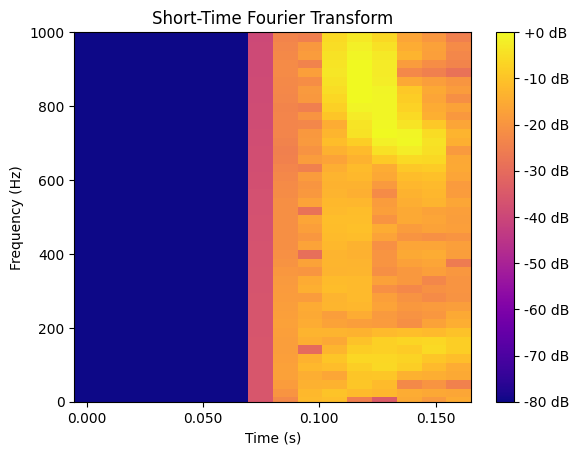 Short-Time Fourier Transform
1000
800
600
400
200
0
Frequency (Hz)
0.000
0.050
0.100
0.150
Time (s)
+0 dB
-10 dB
-20 dB
-30 dB
-40 dB
-50 dB
-60 dB
-70 dB
-80 dB